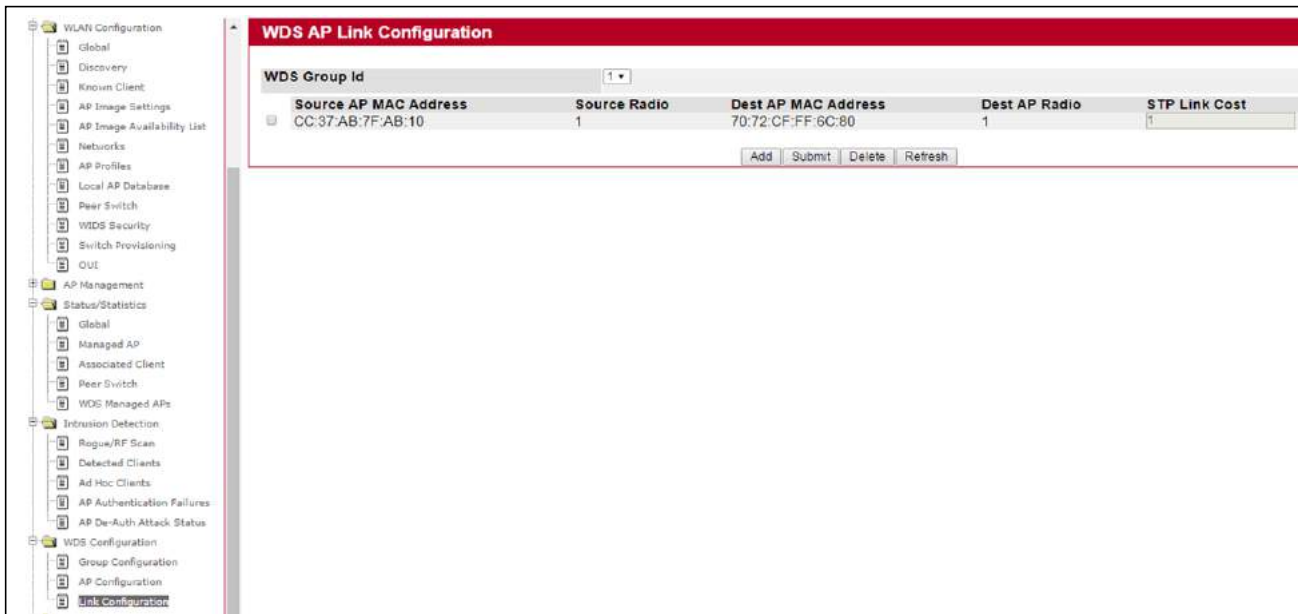 WLAN Configuration
Global
Discovery
Known Client
AP Image Settings
AP Image Availability List
Networks
AP Profiles
Local AP Database
Peer Switch
WIDS Security
Switch Provisioning
OUI
AP Management
Status/Statistics
Global
Managed AP
Associated Client
Peer Switch
WDS Managed APs
Intrusion Detection
Rogue/RF Scan
Detected Clients
Ad Hoc Clients
AP Authentication Failures
AP De-Auth Attack Status
WDS Configuration
Group Configuration
AP Configuration
Link Configuration
WDS AP Link Configuration
WDS Group Id 1
Source AP MAC Address Source Radio Dest AP MAC Address Dest AP Radio STP Link Cost
CC:37:AB:7F:AB:10 1 70:72:CF:FF:6C:80 1 1
Add Submit Delete Refresh